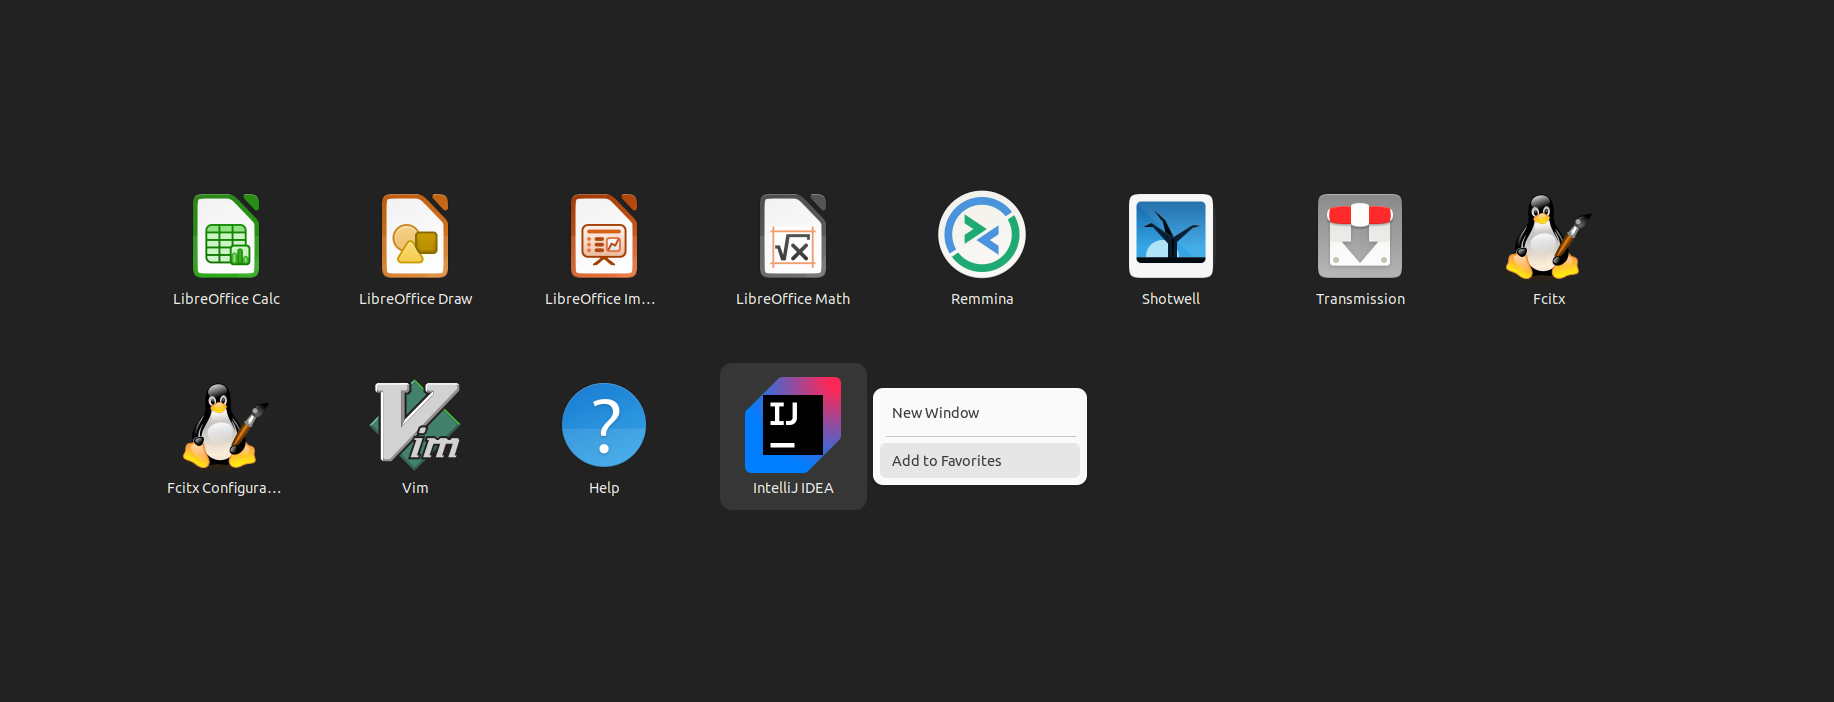 LibreOffice Calc
LibreOffice Draw
LibreOffice Im...
LibreOffice Math
Remmina
Shotwell
Transmission
Fcitx
Fcitx Configura...
Vim
Help
IJ
IntelliJ IDEA
New Window
Add to Favorites